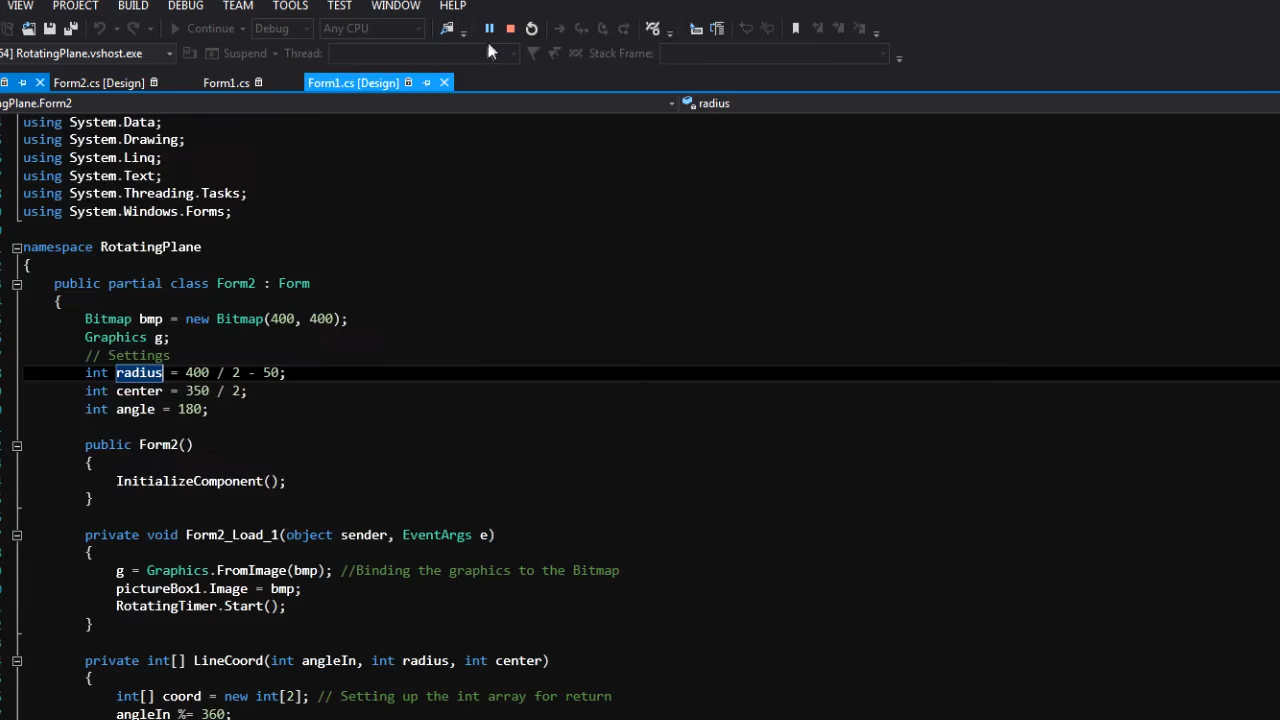 VIEW PROJECT BUILD DEBUG TEAM TOOLS TEST WINDOW HELP
Continue Debug Any CPU
64] RotatingPlane.vshost.exe Suspend Thread: Stack Frame:
Form2.cs [Design] Form1.cs Form1.cs [Design]
gPlane.Form2 radius
using System.Data;
using System.Drawing;
using System.Linq;
using System.Text;
using System.Threading.Tasks;
using System.Windows.Forms;
namespace RotatingPlane
{
public partial class Form2 : Form
{
Bitmap bmp = new Bitmap(400, 400);
Graphics g;
// Settings
int radius = 400 / 2 - 50;
int center = 350 / 2;
int angle = 180;
public Form2()
{
InitializeComponent();
}
private void Form2_Load_1(object sender, EventArgs e)
{
g = Graphics.FromImage(bmp); //Binding the graphics to the Bitmap
pictureBox1.Image = bmp;
RotatingTimer.Start();
}
private int[] LineCoord(int angleIn, int radius, int center)
{
int[] coord = new int[2]; // Setting up the int array for return
angleIn %= 360;